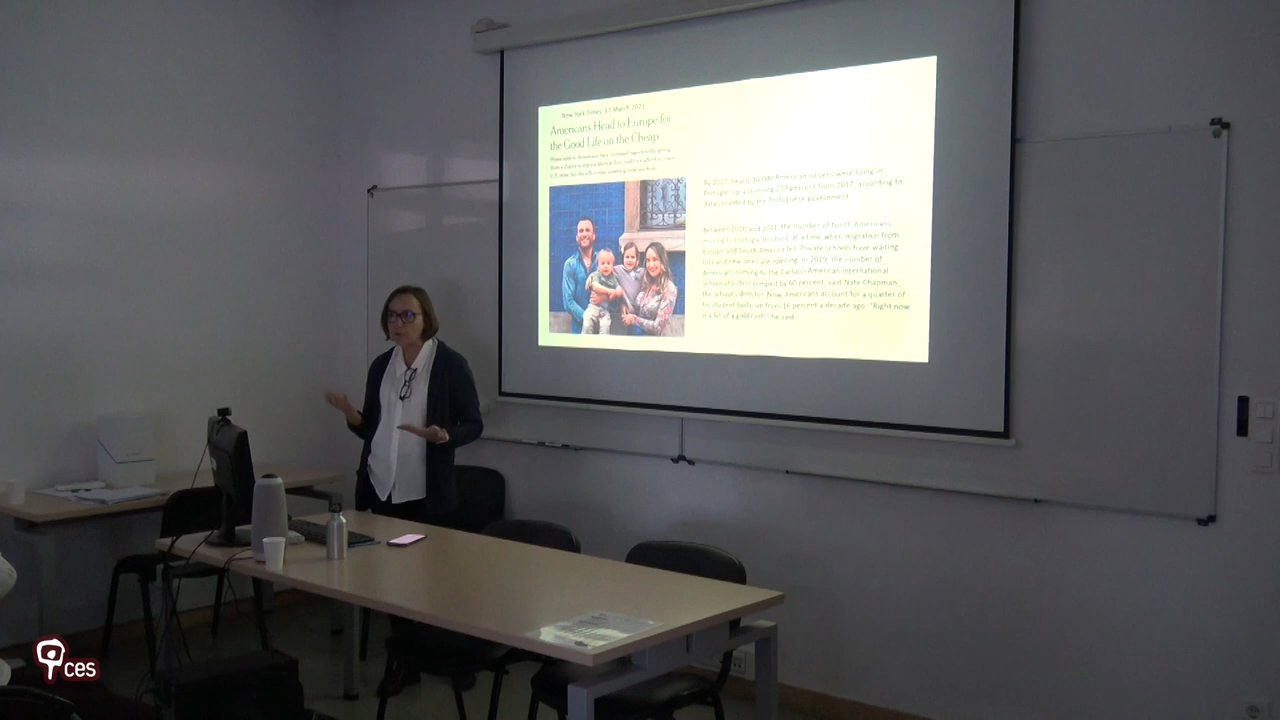 New York Times, 11 March 2023
Americans Head to Europe for
the Good Life on the Cheap
By 2022, nearly 10,000 American citizens were living in
Portugal, up a stunning 239 percent from 2017, according to
data compiled by the Portuguese government.
Between 2020 and 2021, the number of North Americans
moving to Portugal doubled, at a time when migration from
Europe and South America fell. Private schools have waiting
lists and new ones are opening. In 2019, the number of
Americans coming to the Carlucci American International
School of Lisbon jumped by 60 percent, said Nate Chapman,
the school's director. Now, Americans account for a quarter of
his student body, up from 16 percent a decade ago. "Right now
is a bit of a gold rush," he said.
ces